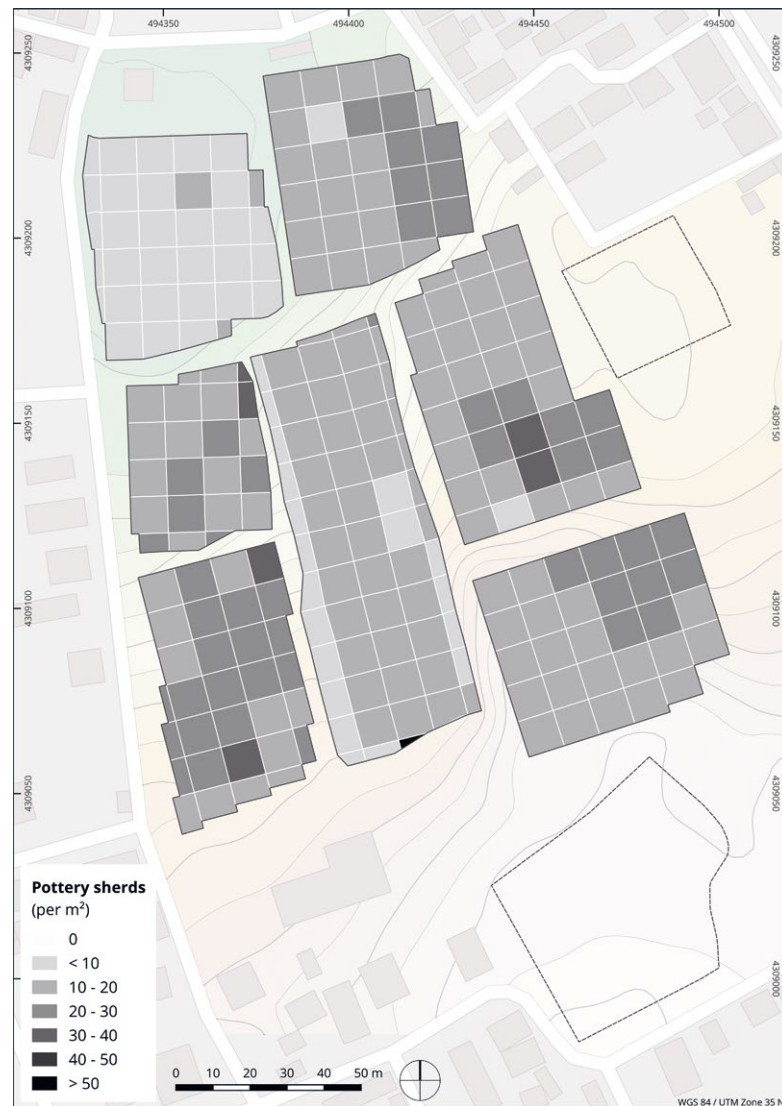 494350 494400 494450 494500
4309250 4309250
4309200 4309200
4309150 4309150
4309100 4309100
4309050 4309050
4309000
Pottery sherds
(per m²)
0
< 10
10 - 20
20 - 30
30 - 40
40 - 50
> 50
0 10 20 30 40 50 m
WGS 84 / UTM Zone 35 N